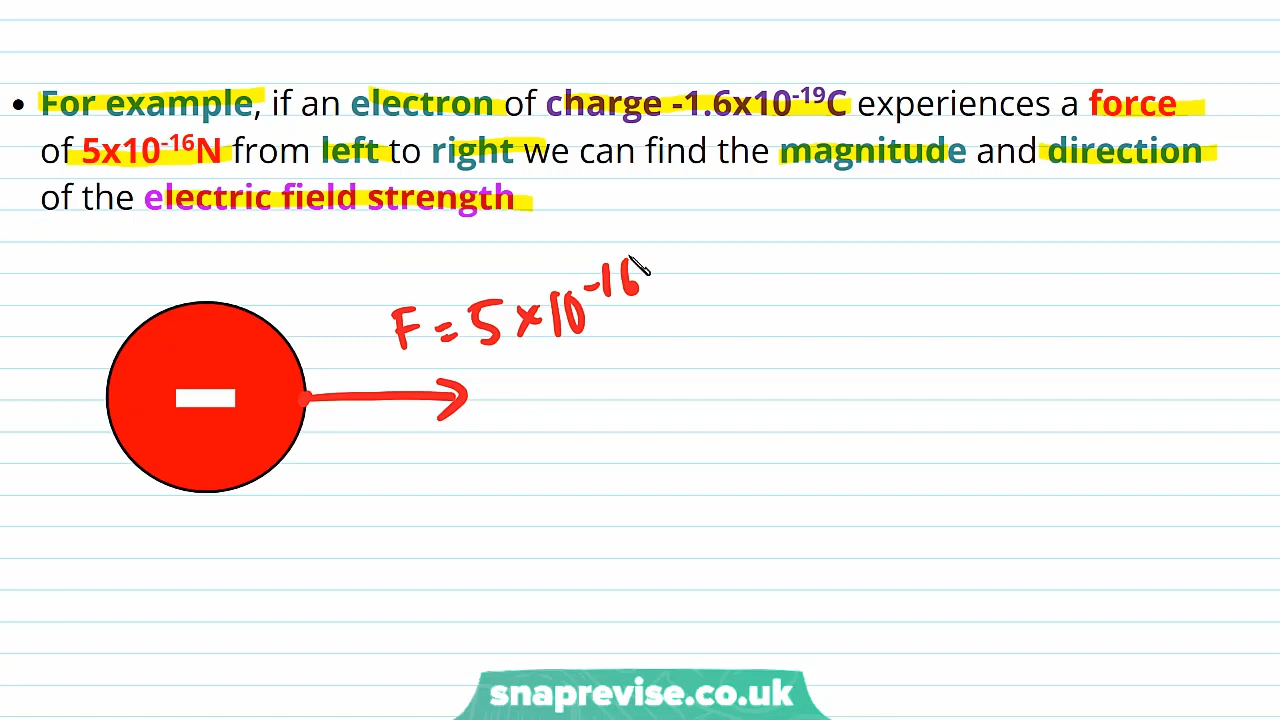 • For example, if an electron of charge -1.6x10⁻¹⁹C experiences a force
of 5x10⁻¹⁶N from left to right we can find the magnitude and direction
of the electric field strength
F = 5 × 10⁻¹⁶
snaprevise.co.uk